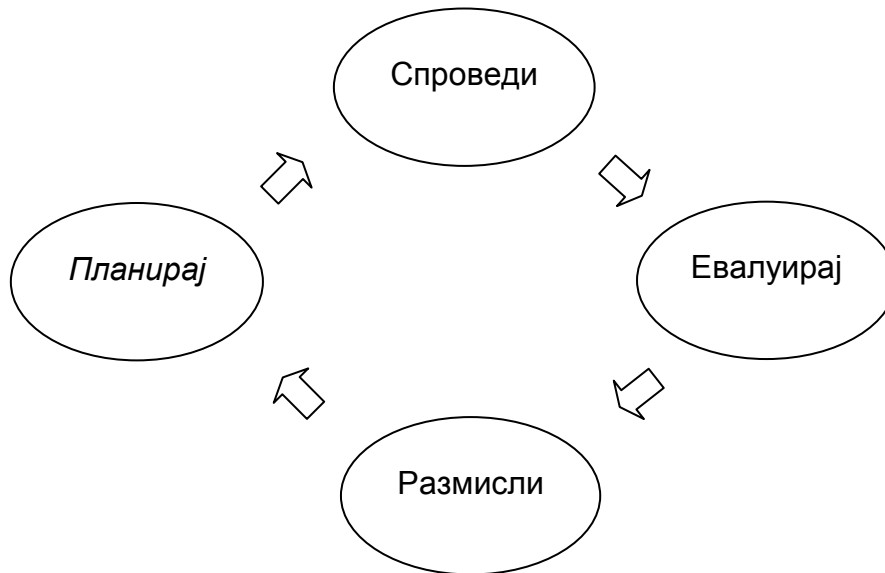 Спроведи
Планирај
Евалуирај
Размисли